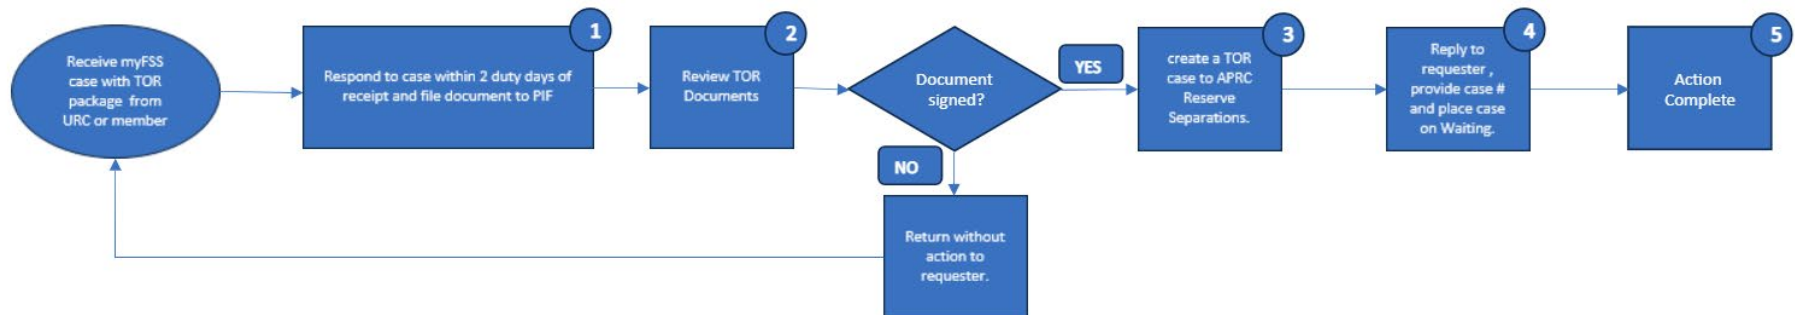 Receive myFSS
case with TOR
package from
URC or member
1
Respond to case within 2 duty days of
receipt and file document to PIF
2
Review TOR
Documents
Document
signed?
YES
NO
Return without
action to
requester.
3
create a TOR
case to APRC
Reserve
Separations.
4
Reply to
requester ,
provide case #
and place case
on Waiting.
5
Action
Complete